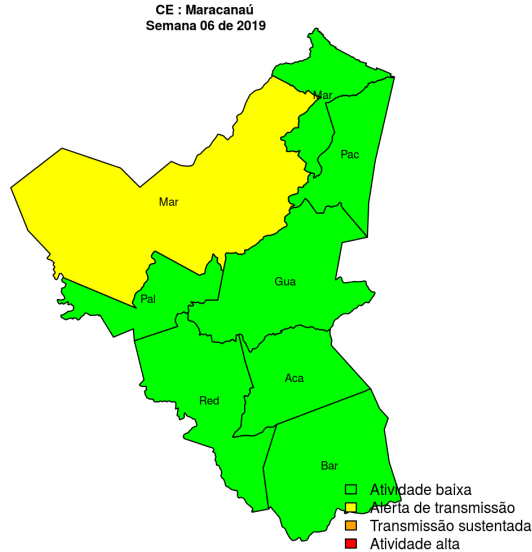 CE : Maracanaú
Semana 06 de 2019
Mar
Pac
Mar
Gua
Pal
Aca
Red
Bar
Atividade baixa
Alerta de transmissão
Transmissão sustentada
Atividade alta